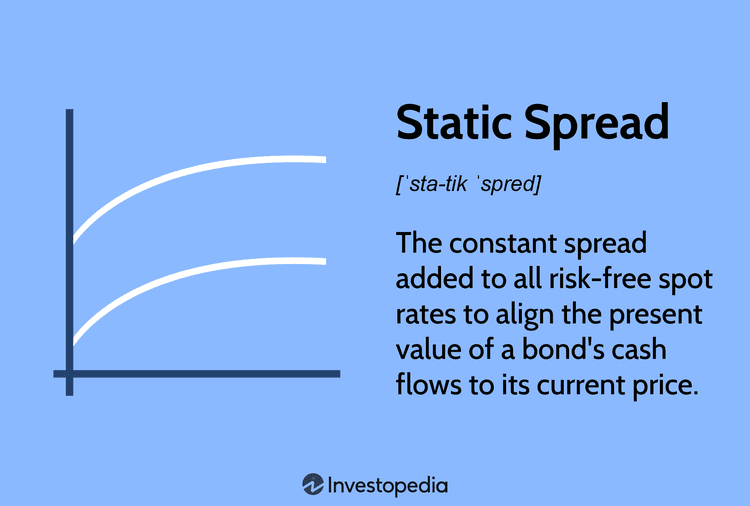 Static Spread
[ˈsta-tik ˈspred]
The constant spread
added to all risk-free spot
rates to align the present
value of a bond's cash
flows to its current price.
Investopedia